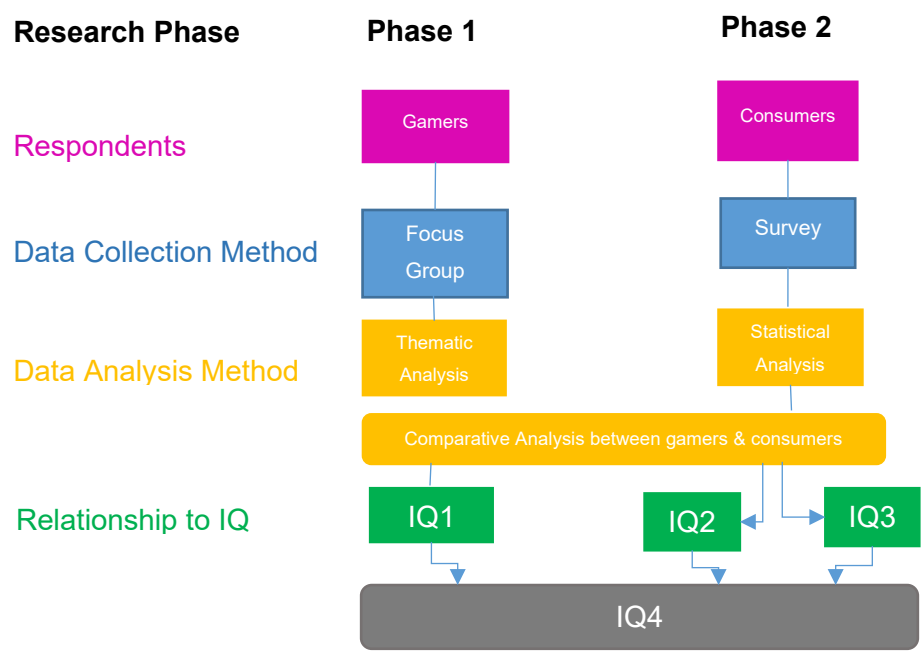 Research Phase
Phase 1
Phase 2
Respondents
Gamers
Consumers
Data Collection Method
Focus
Group
Survey
Data Analysis Method
Thematic
Analysis
Statistical
Analysis
Comparative Analysis between gamers & consumers
Relationship to IQ
IQ1
IQ2
IQ3
IQ4